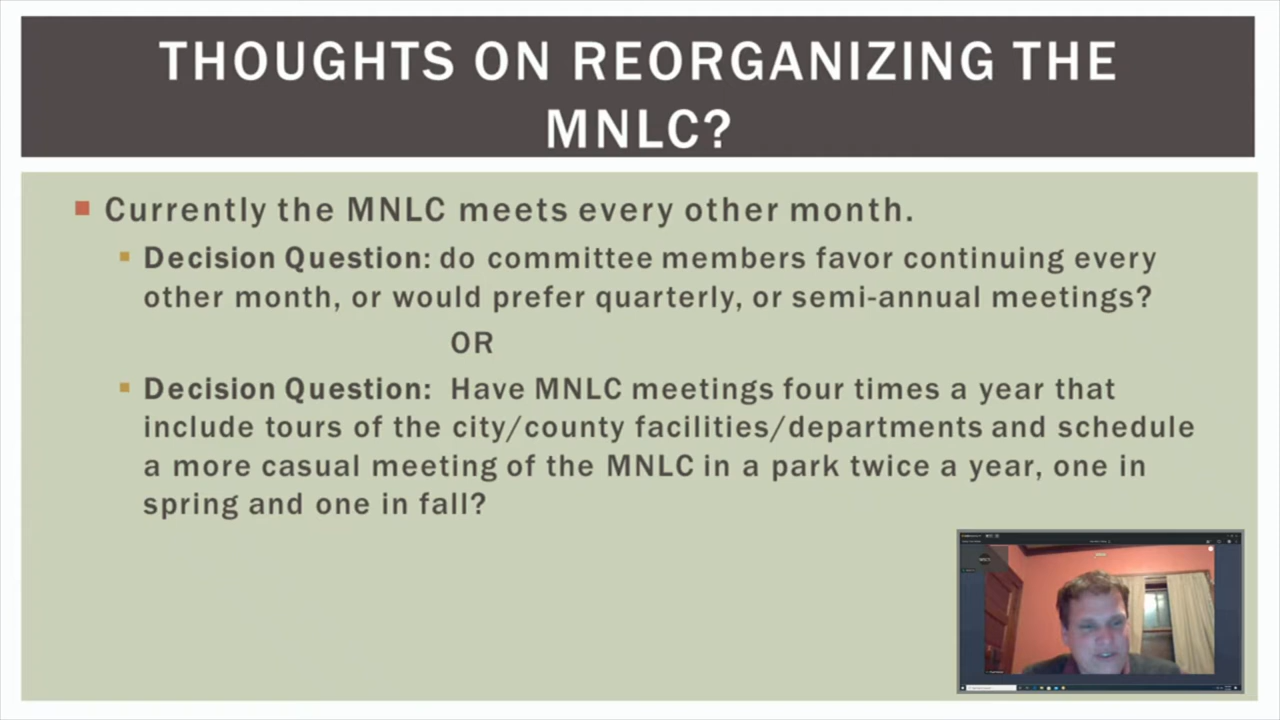 THOUGHTS ON REORGANIZING THE
MNLC?
Currently the MNLC meets every other month.
Decision Question: do committee members favor continuing every
other month, or would prefer quarterly, or semi-annual meetings?
OR
Decision Question: Have MNLC meetings four times a year that
include tours of the city/county facilities/departments and schedule
a more casual meeting of the MNLC in a park twice a year, one in
spring and one in fall?